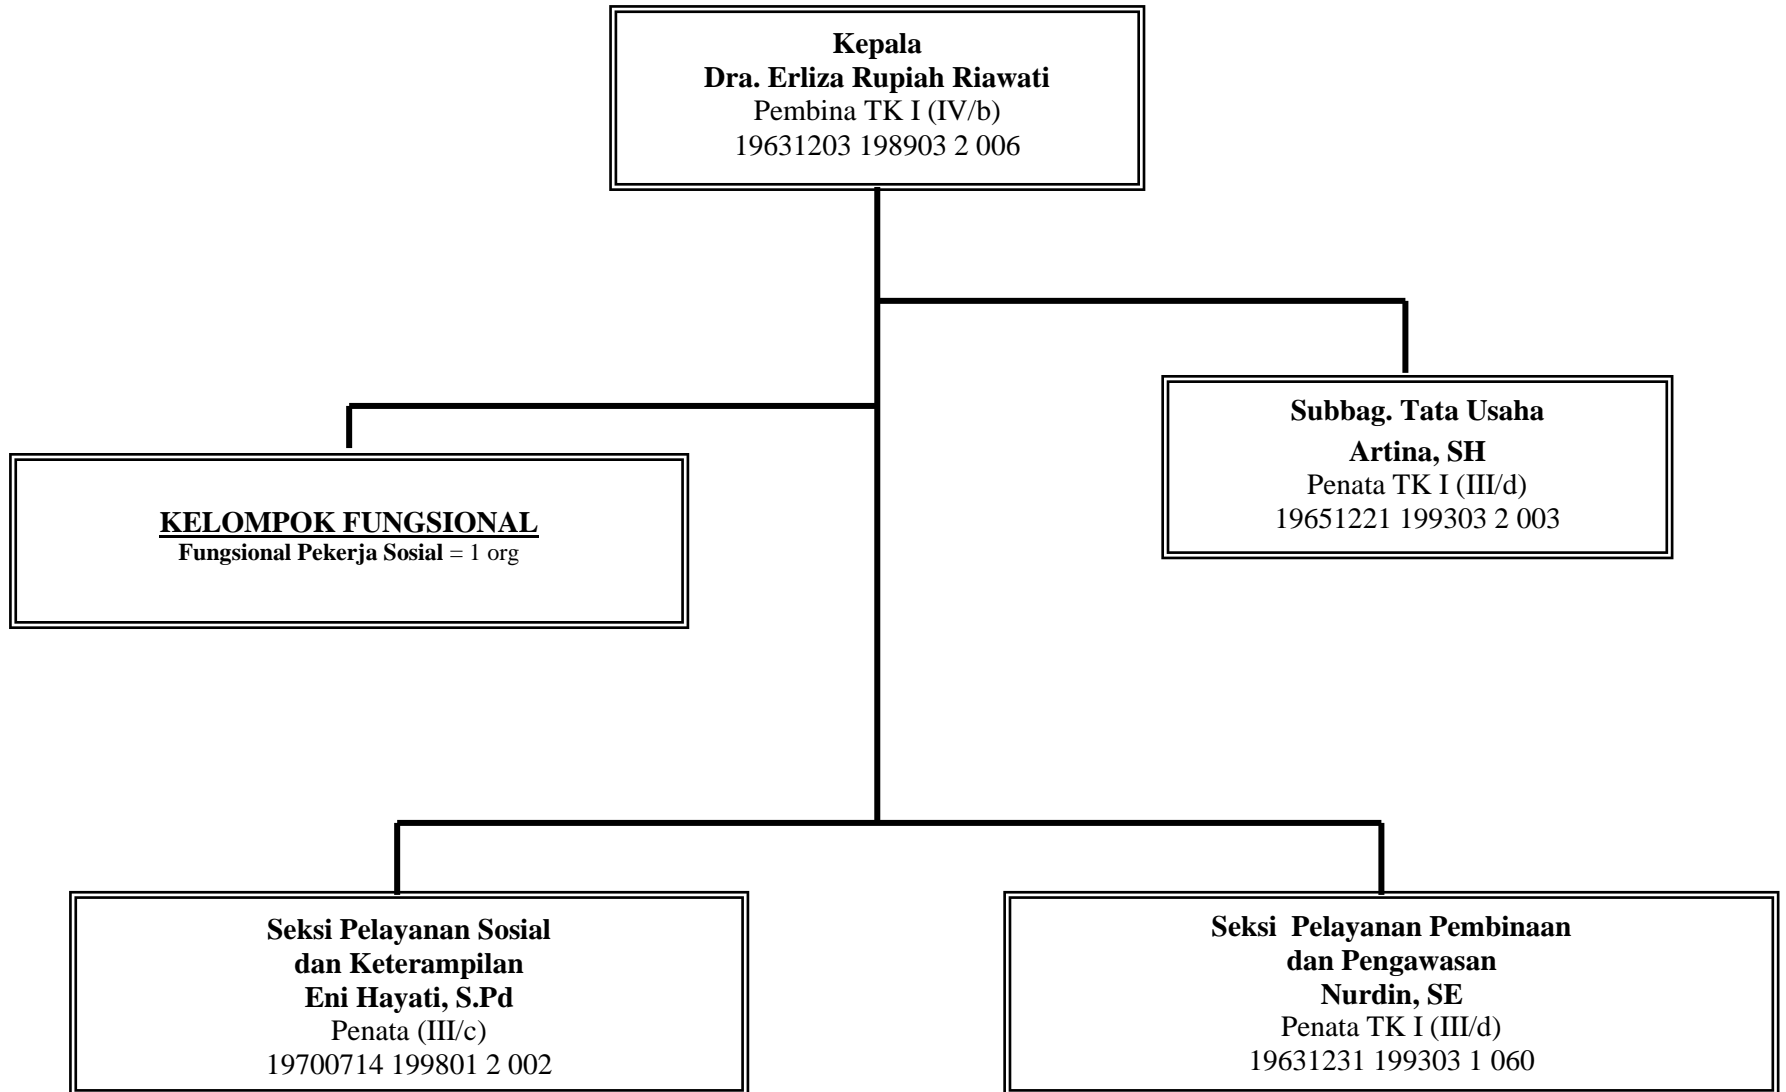 Kepala
Dra. Erliza Rupiah Riawati
Pembina TK I (IV/b)
19631203 198903 2 006
Subbag. Tata Usaha
Artina, SH
Penata TK I (III/d)
19651221 199303 2 003
KELOMPOK FUNGSIONAL
Fungsional Pekerja Sosial = 1 org
Seksi Pelayanan Sosial
dan Keterampilan
Eni Hayati, S.Pd
Penata (III/c)
19700714 199801 2 002
Seksi  Pelayanan Pembinaan
dan Pengawasan
Nurdin, SE
Penata TK I (III/d)
19631231 199303 1 060